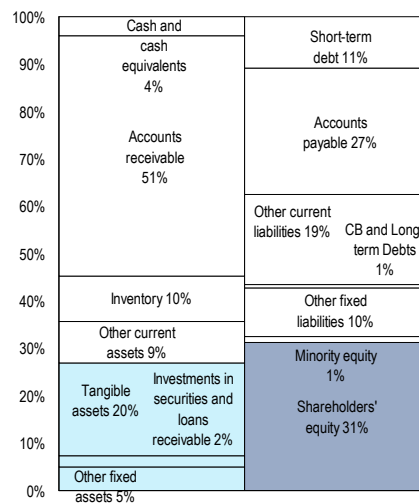 100%
90%
80%
70%
60%
50%
40%
30%
20%
10%
0%
Cash and
cash
equivalents
4%
Accounts
receivable
51%
Inventory 10%
Other current
assets 9%
Tangible
assets 20%
Investments in
securities and
loans
receivable 2%
Other fixed
assets 5%
Short-term
debt 11%
Accounts
payable 27%
Other current
liabilities 19%
CB and Long
term Debts
1%
Other fixed
liabilities 10%
Minority equity
1%
Shareholders'
equity 31%